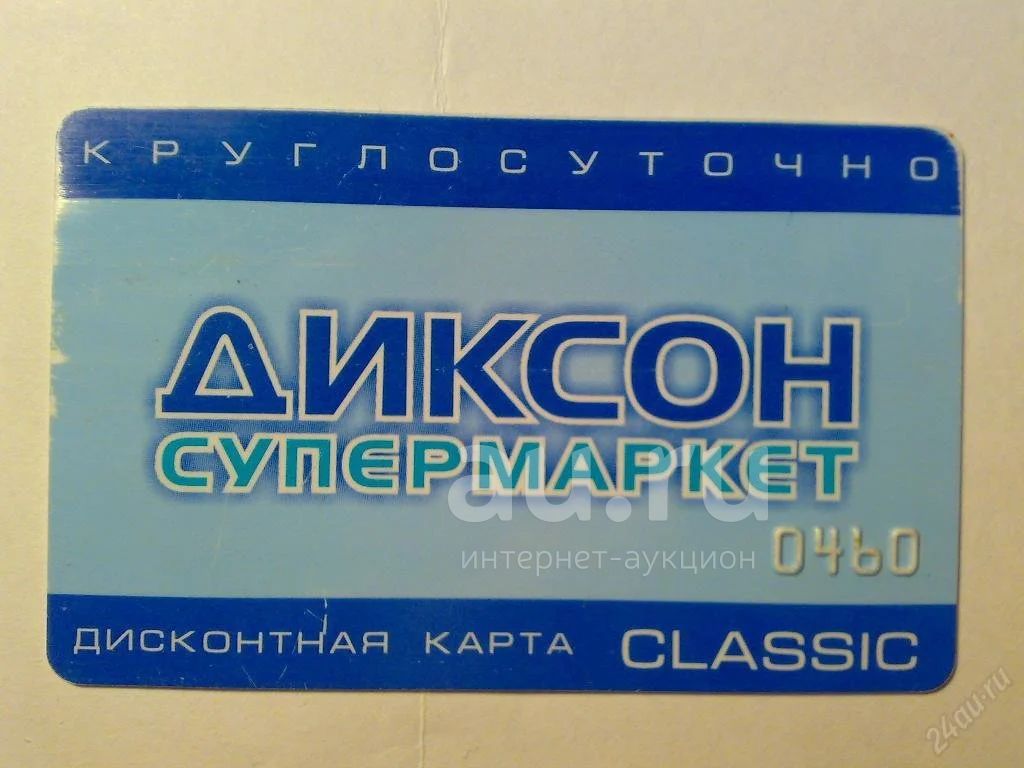 КРУГЛОСУТОЧНО
ДИКСОН
СУПЕРМАРКЕТ
au.ru
интернет-аукцион
0460
ДИСКОНТНАЯ КАРТА CLASSIC
24au.ru